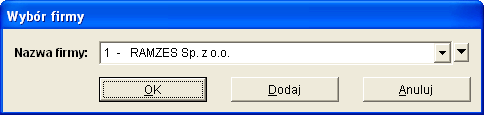 Wybór firmy
Nazwa firmy: 1 - RAMZES Sp. z o.o.
OK Dodaj Anuluj